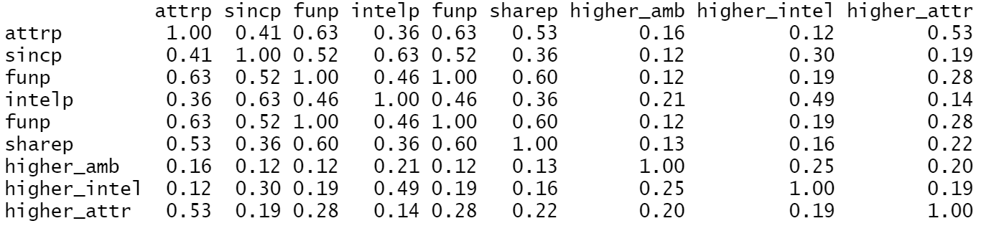 attrp sincp funp intelp funp sharep higher_amb higher_intel higher_attr
attrp 1.00 0.41 0.63 0.36 0.63 0.53 0.16 0.12 0.53
sincp 0.41 1.00 0.52 0.63 0.52 0.36 0.12 0.30 0.19
funp 0.63 0.52 1.00 0.46 1.00 0.60 0.12 0.19 0.28
intelp 0.36 0.63 0.46 1.00 0.46 0.36 0.21 0.49 0.14
funp 0.63 0.52 1.00 0.46 1.00 0.60 0.12 0.19 0.28
sharep 0.53 0.36 0.60 0.36 0.60 1.00 0.13 0.16 0.22
higher_amb 0.16 0.12 0.12 0.21 0.12 0.13 1.00 0.25 0.20
higher_intel 0.12 0.30 0.19 0.49 0.19 0.16 0.25 1.00 0.19
higher_attr 0.53 0.19 0.28 0.14 0.28 0.22 0.20 0.19 1.00